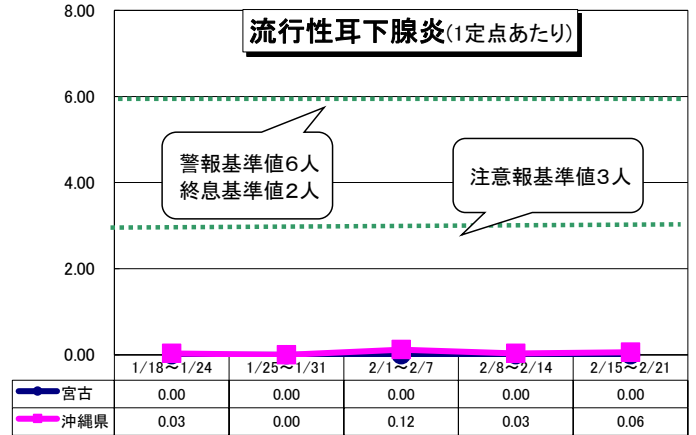 流行性耳下腺炎(1定点あたり)
8.00
6.00
警報基準値6人
終息基準値2人
注意報基準値3人
4.00
2.00
0.00
1/18～1/24 1/25～1/31 2/1～2/7 2/8～2/14 2/15～2/21
宮古 0.00 0.00 0.00 0.00 0.00
沖縄県 0.03 0.00 0.12 0.03 0.06